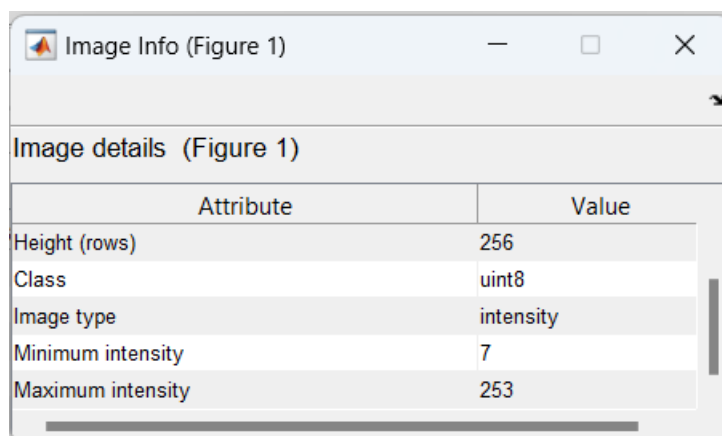 Image Info (Figure 1)
Image details (Figure 1)
Attribute Value
Height (rows) 256
Class uint8
Image type intensity
Minimum intensity 7
Maximum intensity 253